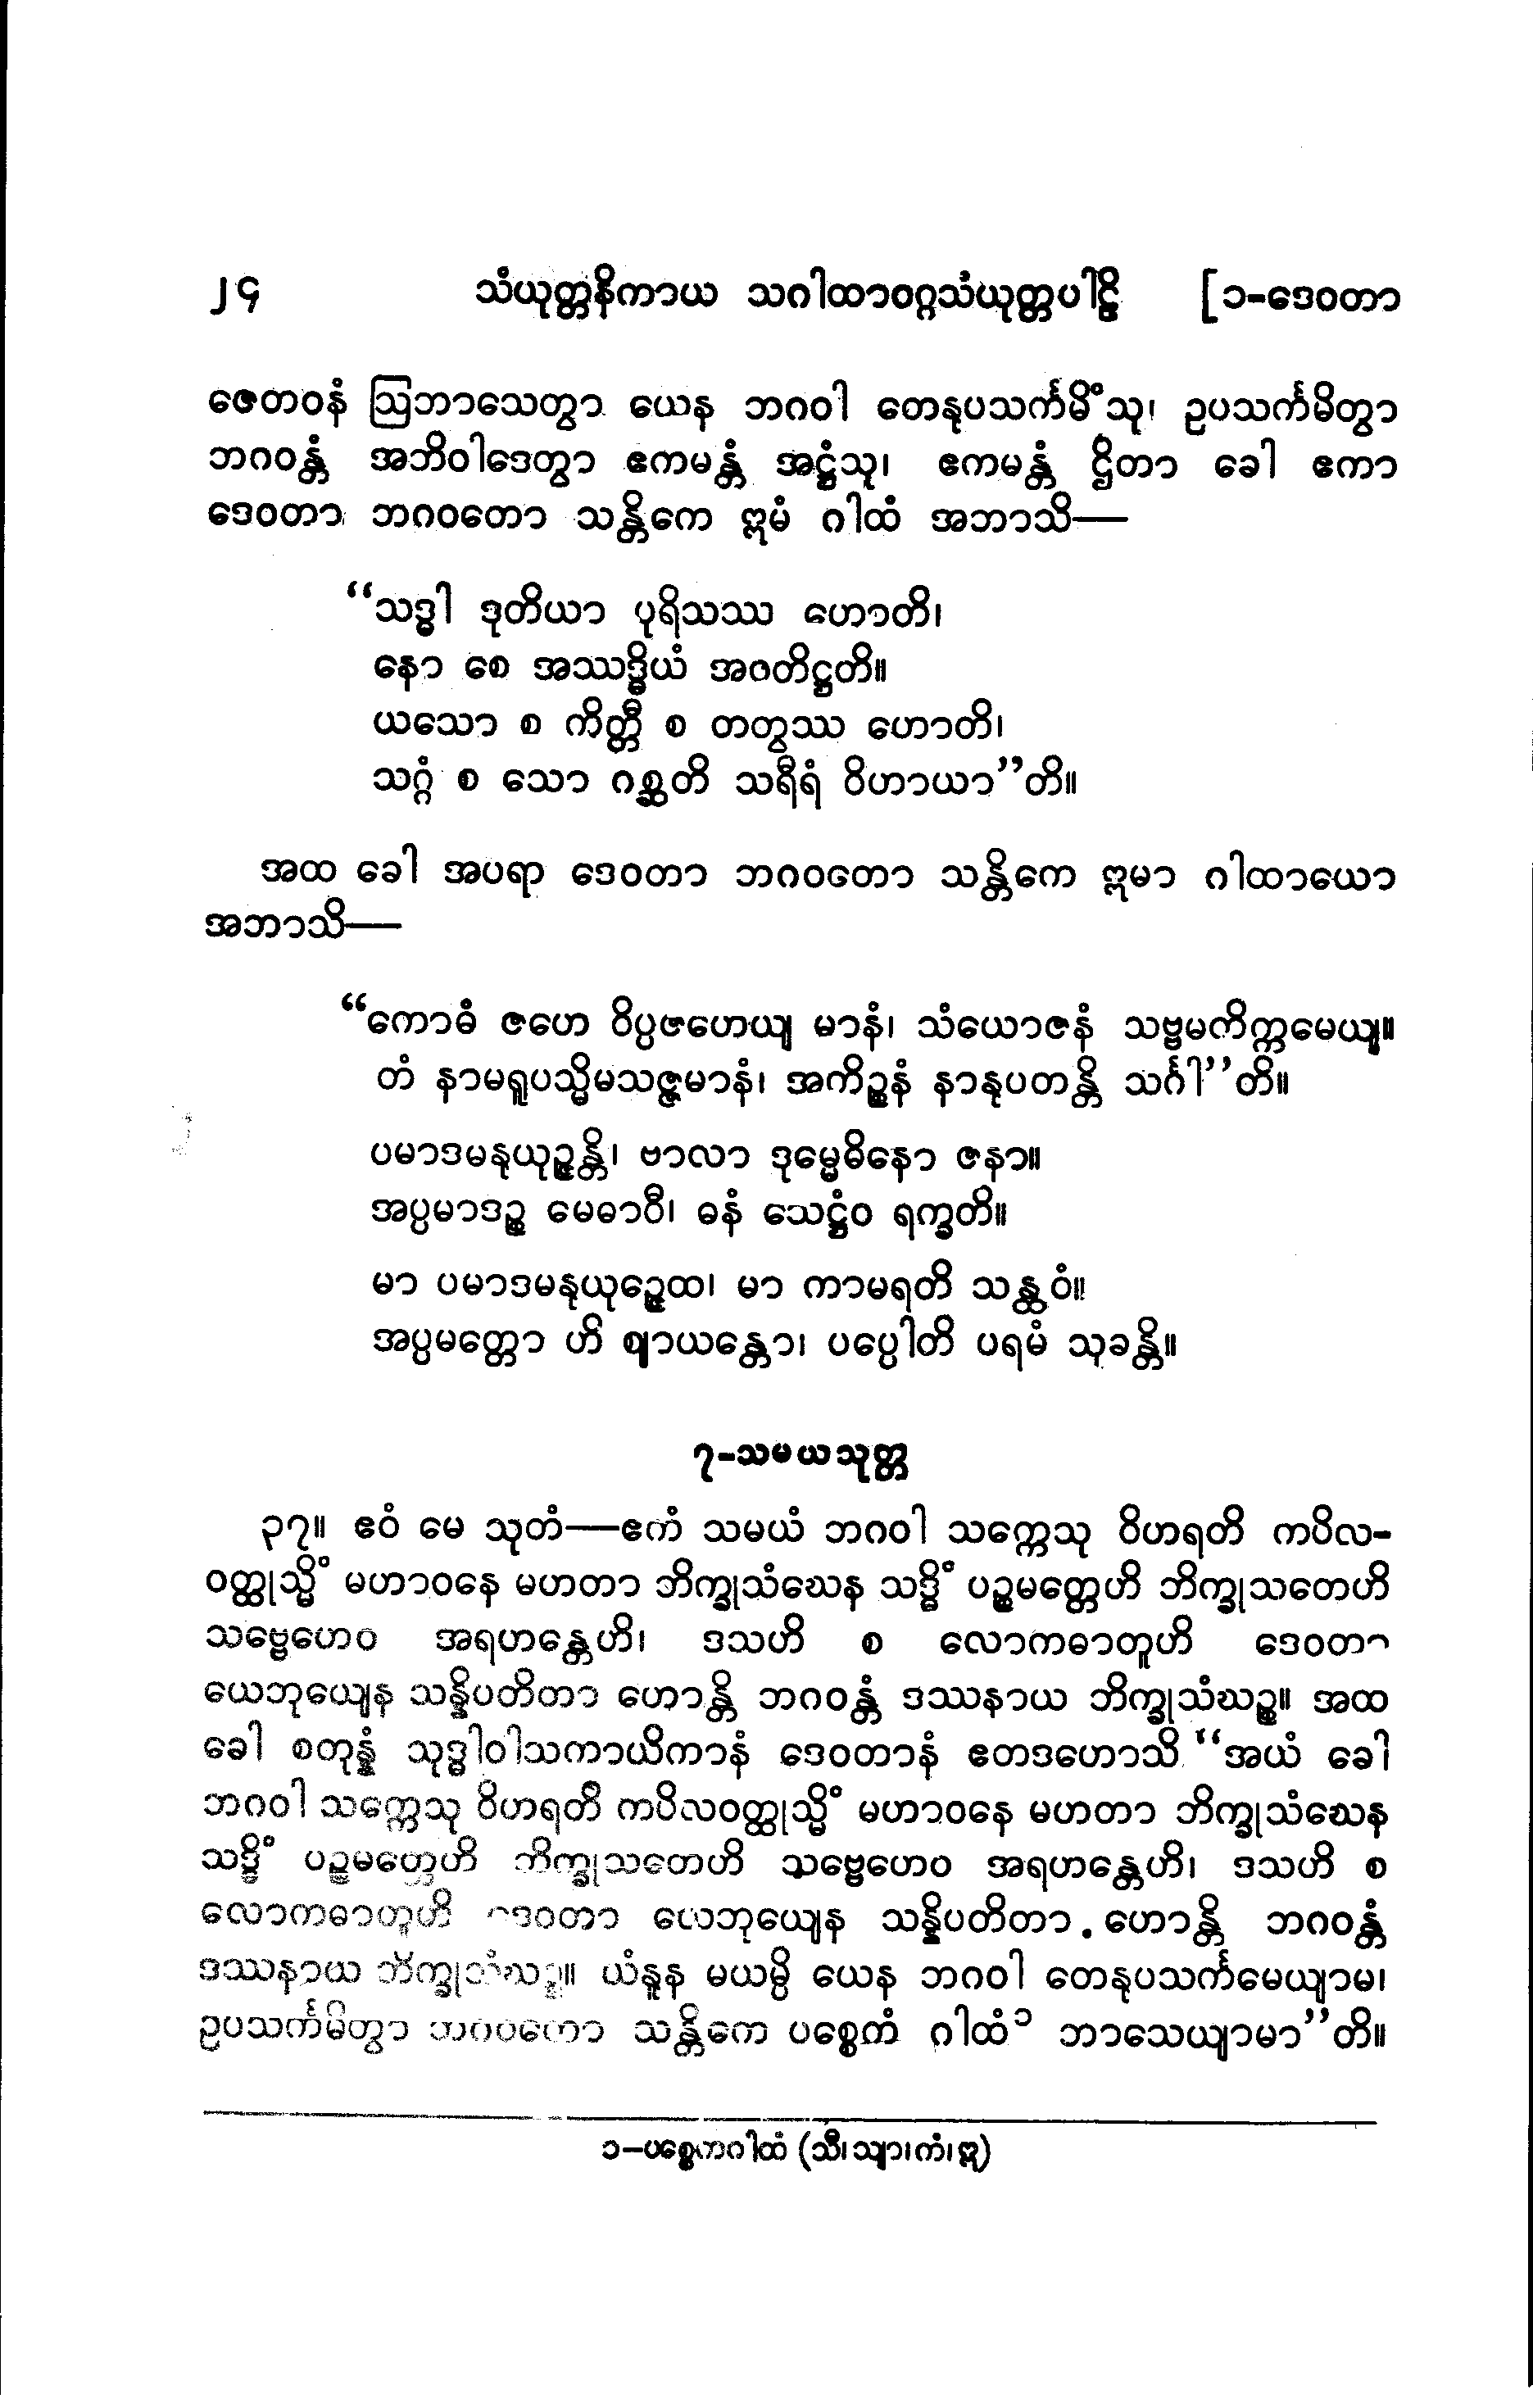 ၂၄ သံယုတ္တနိကာယ သဂါထာဝဂ္ဂသံယုတ္တပါဠိ [၁-ဒေဝတာ
ဇေတဝနံ ဩဘာသေတွာ ယေန ဘဂဝါ တေနုပသင်္ကမိံသု၊ ဥပသင်္ကမိတွာ
ဘဂဝန္တံ အဘိဝါဒေတွာ ဧကမန္တံ အဋ္ဌံသု၊ ဧကမန္တံ ဌိတာ ခေါ ဧကာ
ဒေဝတာ ဘဂဝတော သန္တိကေ ဣမံ ဂါထံ အဘာသိ—
“သဒ္ဓါ ဒုတိယာ ပုရိသဿ ဟောတိ၊
နော စေ အဿဒ္ဓိယံ အဝတိဋ္ဌတိ။
ယသော စ ကိတ္တီ စ တတွဿ ဟောတိ၊
သဂ္ဂံ စ သော ဂစ္ဆတိ သရီရံ ဝိဟာယာ”တိ။
အထ ခေါ အပရာ ဒေဝတာ ဘဂဝတော သန္တိကေ ဣမာ ဂါထာယော
အဘာသိ—
“ကောဓံ ဇဟေ ဝိပ္ပဇဟေယျ မာနံ၊ သံယောဇနံ သဗ္ဗမတိက္ကမေယျ။
တံ နာမရူပသ္မိမသဇ္ဇမာနံ၊ အကိဉ္စနံ နာနုပတန္တိ သင်္ဂါ”တိ။
ပမာဒမနုယုဉ္ဇန္တိ၊ ဗာလာ ဒုမ္မေဓိနော ဇနာ။
အပ္ပမာဒဉ္စ မေဓာဝီ၊ ဓနံ သေဋ္ဌံဝ ရက္ခတိ။
မာ ပမာဒမနုယုဉ္ဇေထ၊ မာ ကာမရတိ သန္ထဝံ။
အပ္ပမတ္တော ဟိ ဈာယန္တော၊ ပပ္ပေါတိ ပရမံ သုခန္တိ။
၇-သမယသုတ္တ
၃၇။ ဧဝံ မေ သုတံ—ဧကံ သမယံ ဘဂဝါ သက္ကေသု ဝိဟရတိ ကပိလ-
ဝတ္ထုသ္မိံ မဟာဝနေ မဟတာ ဘိက္ခုသံဃေန သဒ္ဓိံ ပဉ္စမတ္တေဟိ ဘိက္ခုသတေဟိ
သဗ္ဗေဟေဝ အရဟန္တေဟိ၊ ဒသဟိ စ လောကဓာတူဟိ ဒေဝတာ
ယေဘုယျေန သန္နိပတိတာ ဟောန္တိ ဘဂဝန္တံ ဒဿနာယ ဘိက္ခုသံဃဉ္စ။ အထ
ခေါ စတုန္နံ သုဒ္ဓါဝါသကာယိကာနံ ဒေဝတာနံ ဧတဒဟောသိ “အယံ ခေါ
ဘဂဝါ သက္ကေသု ဝိဟရတိ ကပိလဝတ္ထုသ္မိံ မဟာဝနေ မဟတာ ဘိက္ခုသံဃေန
သဒ္ဓိံ ပဉ္စမတ္တေဟိ ဘိက္ခုသတေဟိ သဗ္ဗေဟေဝ အရဟန္တေဟိ၊ ဒသဟိ စ
လောကဓာတူဟိ ဒေဝတာ ယေဘုယျေန သန္နိပတိတာ ဟောန္တိ ဘဂဝန္တံ
ဒဿနာယ ဘိက္ခုသံဃဉ္စ။ ယံနူန မယမ္ပိ ယေန ဘဂဝါ တေနုပသင်္ကမေယျာမ၊
ဥပသင်္ကမိတွာ ဘဂဝတော သန္တိကေ ပစ္စေကံ ဂါထံ၁ ဘာသေယျာမာ”တိ။
၁-ပစ္စေကဂါထံ (သီ၊သျာ၊ကံ၊ဣ)